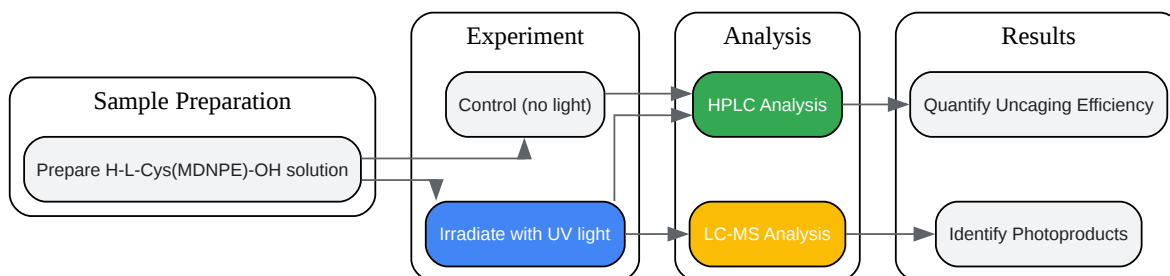 Sample Preparation
Prepare H-L-Cys(MDNPE)-OH solution
Experiment
Control (no light)
Irradiate with UV light
Analysis
HPLC Analysis
LC-MS Analysis
Results
Quantify Uncaging Efficiency
Identify Photoproducts